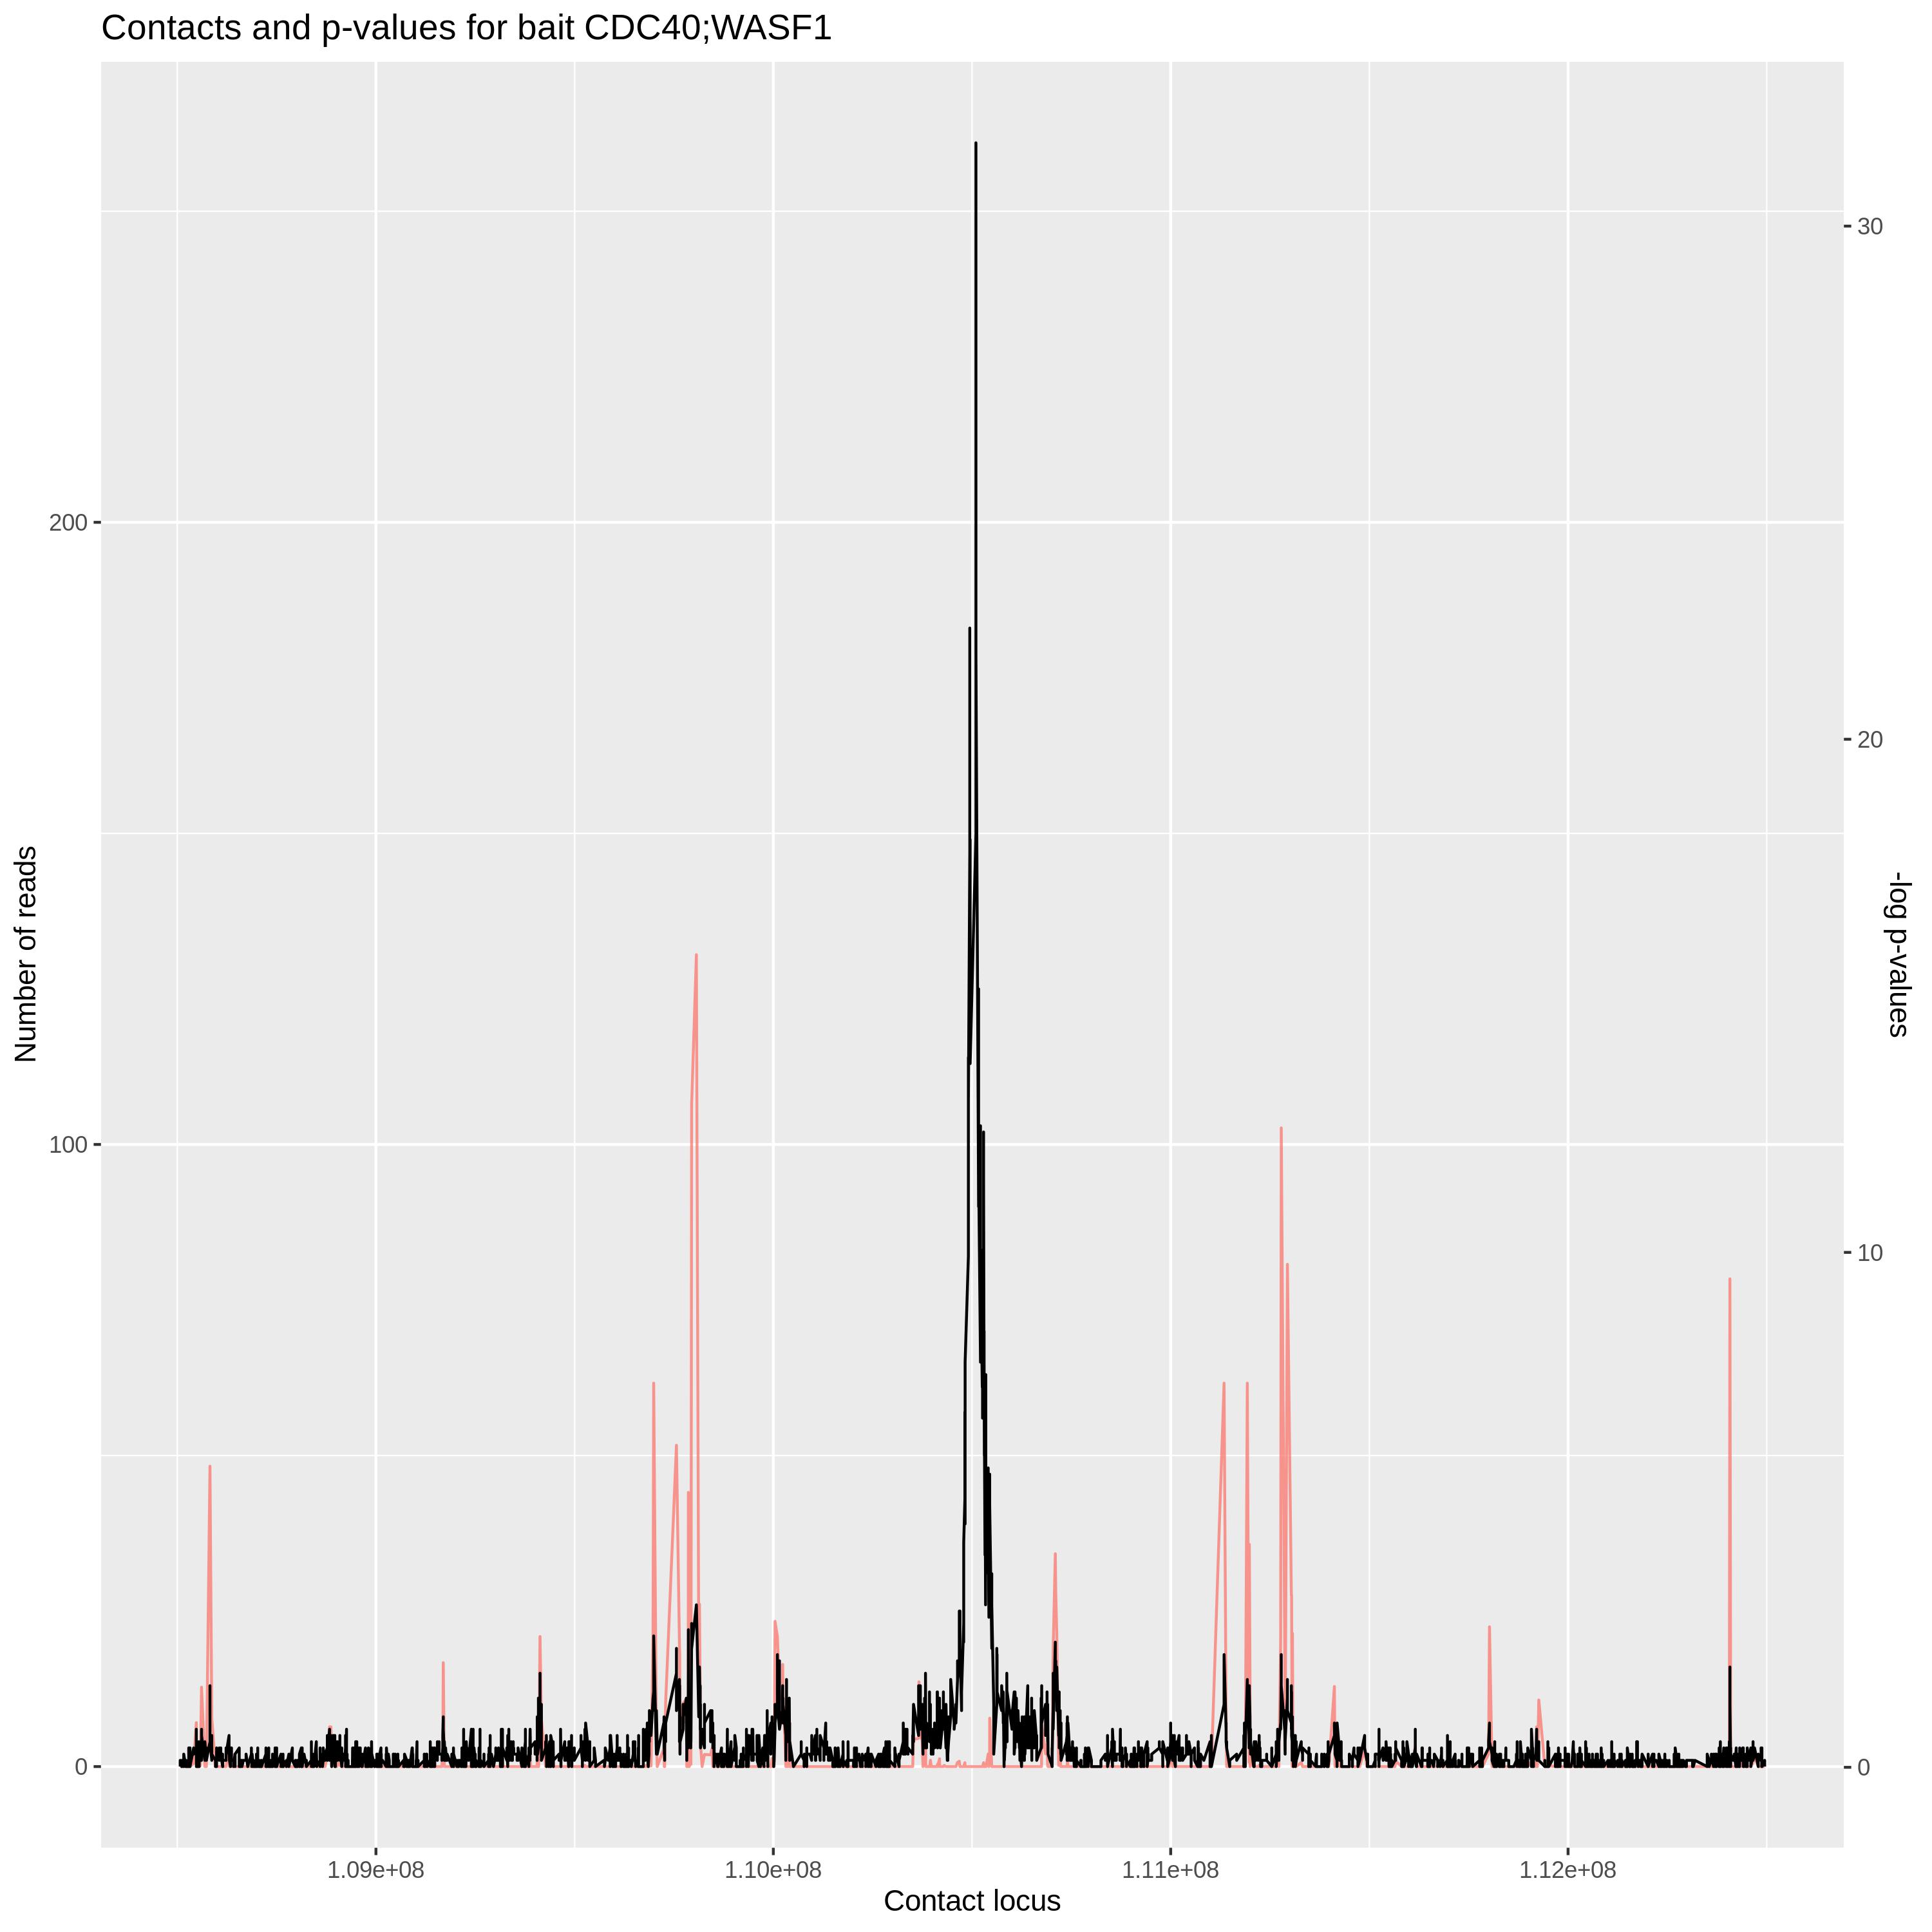 Contacts and p-values for bait CDC40;WASF1
Number of reads
200
100
0
30
20
10
0
-log p-values
1.09e+08
1.10e+08
1.11e+08
1.12e+08
Contact locus